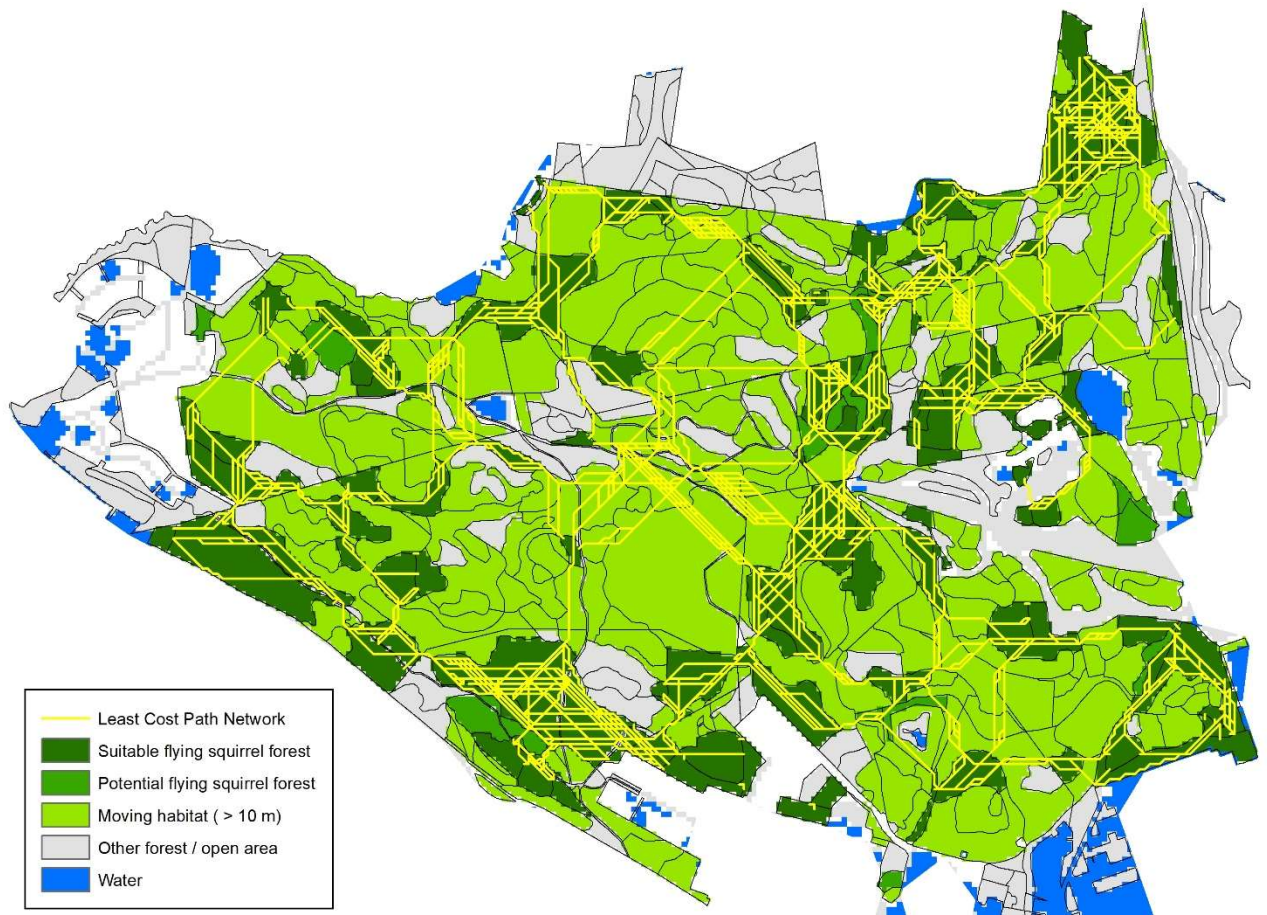 Least Cost Path Network
Suitable flying squirrel forest
Potential flying squirrel forest
Moving habitat ( > 10 m)
Other forest / open area
Water